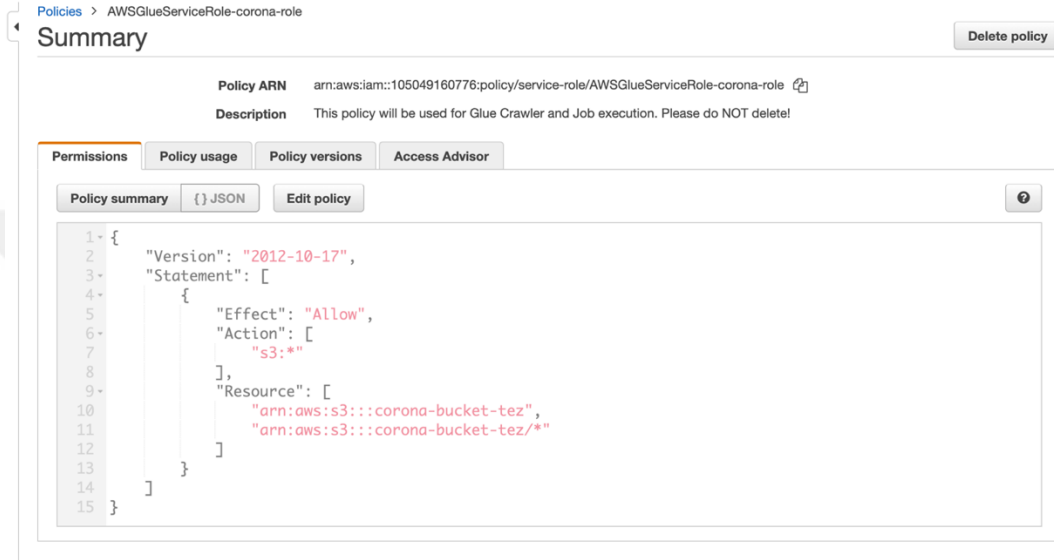 Policies > AWSGlueServiceRole-corona-role
Summary
Delete policy
Policy ARN arn:aws:iam::105049160776:policy/service-role/AWSGlueServiceRole-corona-role
Description This policy will be used for Glue Crawler and Job execution. Please do NOT delete!
Permissions Policy usage Policy versions Access Advisor
Policy summary { } JSON Edit policy
1 {
2 "Version": "2012-10-17",
3 "Statement": [
4 {
5 "Effect": "Allow",
6 "Action": [
7 "s3:*"
8 ],
9 "Resource": [
10 "arn:aws:s3:::corona-bucket-tez",
11 "arn:aws:s3:::corona-bucket-tez/*"
12 ]
13 }
14 ]
15 }